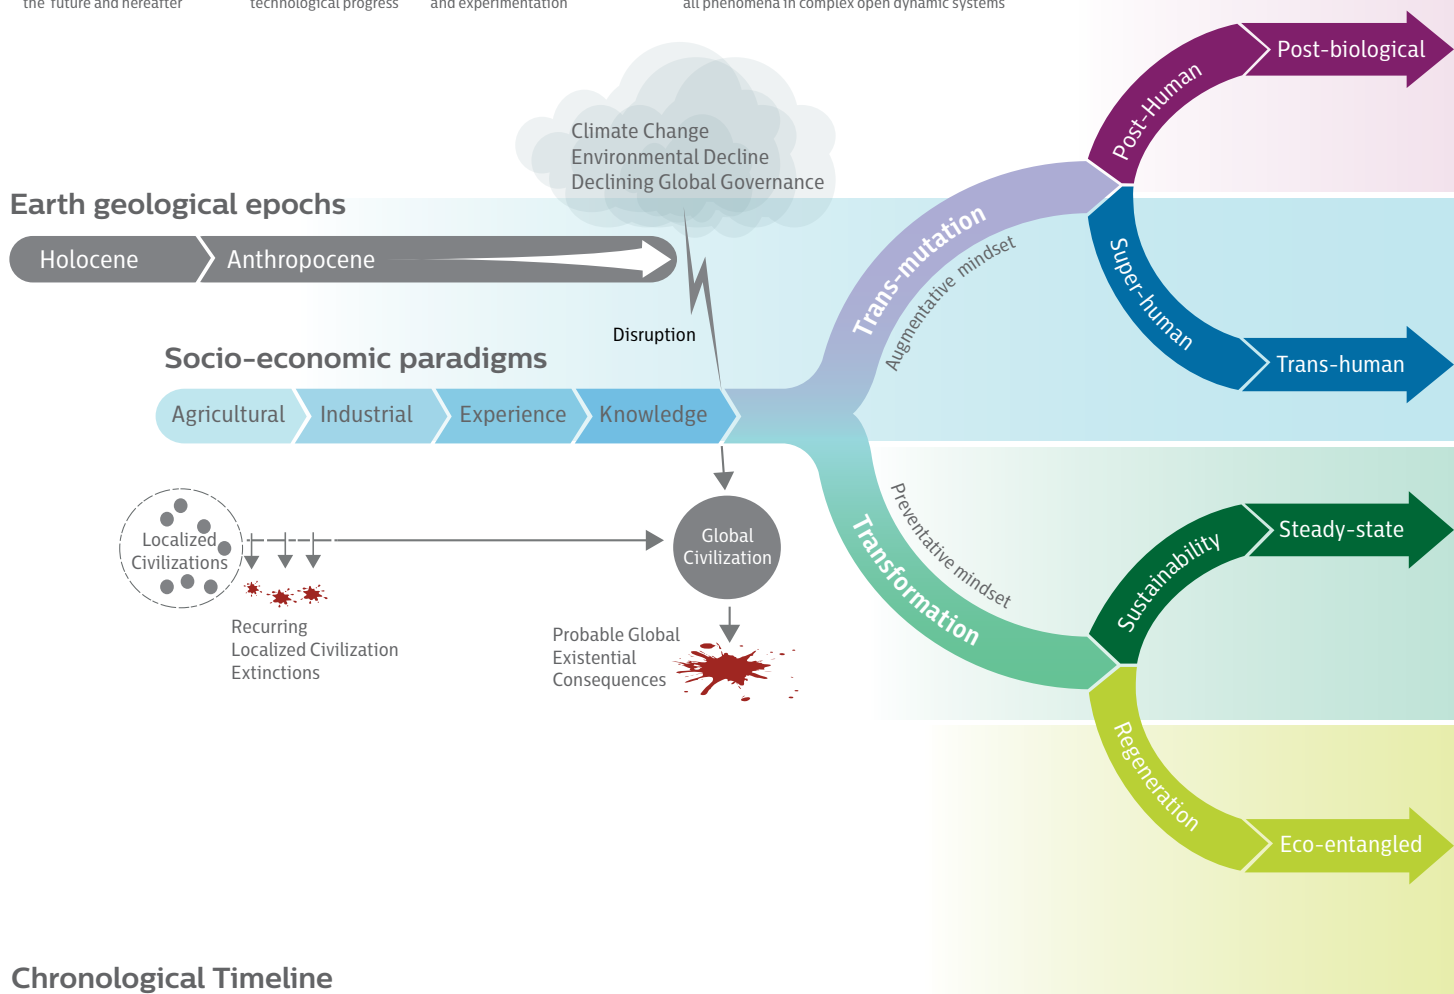 the future and hereafter
technological progress
and experimentation
all phenomena in complex open dynamic systems
Post-biological
Post-Human
Climate Change
Environmental Decline
Declining Global Governance
Earth geological epochs
Holocene
Anthropocene
Trans-mutation
Augmentative mindset
Super-human
Disruption
Socio-economic paradigms
Trans-human
Agricultural
Industrial
Experience
Knowledge
Localized
Civilizations
Global
Civilization
Preventative mindset
Transformation
Sustainability
Steady-state
Recurring
Localized Civilization
Extinctions
Probable Global
Existential
Consequences
Regeneration
Eco-entangled
Chronological Timeline